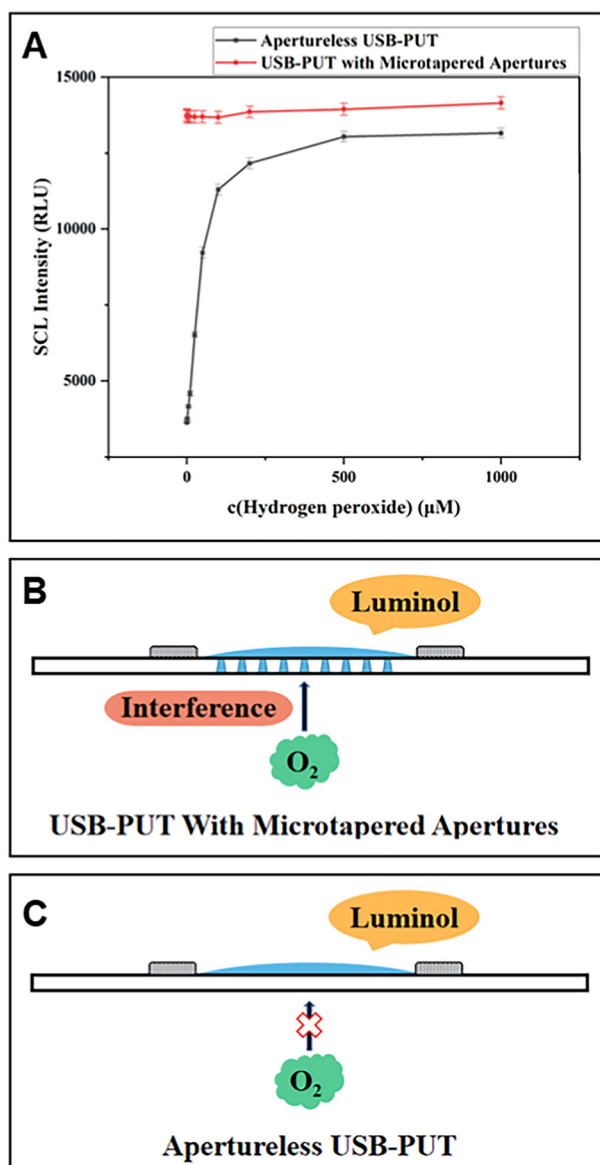 A
Apertureless USB-PUT
USB-PUT with Microtapered Apertures
15000
10000
5000
SCL Intensity (RLU)
0
500
1000
c(Hydrogen peroxide) (μM)
B
Luminol
Interference
O₂
USB-PUT With Microtapered Apertures
C
Luminol
O₂
Apertureless USB-PUT